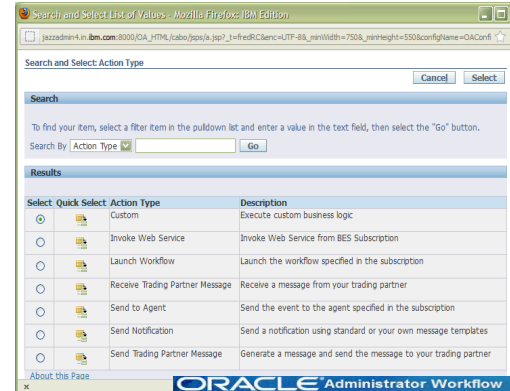 Search and Select List of Values - Mozilla Firefox: IBM Edition
jazzadmin4.in.ibm.com:8000/OA_HTML/cabo/jsps/a.jsp?_t=fredRC&enc=UTF-8&_minWidth=750&_minHeight=550&configName=OAConfi
Search and Select: Action Type
Cancel Select
Search
To find your item, select a filter item in the pulldown list and enter a value in the text field, then select the "Go" button.
Search By Action Type Go
Results
Select Quick Select Action Type Description
Custom Execute custom business logic
Invoke Web Service Invoke Web Service from BES Subscription
Launch Workflow Launch the workflow specified in the subscription
Receive Trading Partner Message Receive a message from your trading partner
Send to Agent Send the event to the agent specified in the subscription
Send Notification Send a notification using standard or your own message templates
Send Trading Partner Message Generate a message and send the message to your trading partner
About this Page
x
ORACLE Administrator Workflow